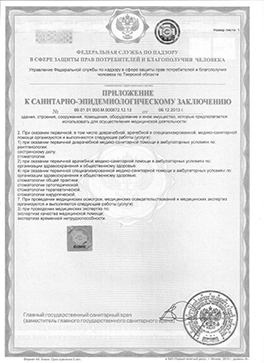 Номер листа: 1
ФЕДЕРАЛЬНАЯ СЛУЖБА ПО НАДЗОРУ
В СФЕРЕ ЗАЩИТЫ ПРАВ ПОТРЕБИТЕЛЕЙ И БЛАГОПОЛУЧИЯ ЧЕЛОВЕКА
Управление Федеральной службы по надзору в сфере защиты прав потребителей и благополучия
человека по Тверской области
ПРИЛОЖЕНИЕ
К САНИТАРНО-ЭПИДЕМИОЛОГИЧЕСКОМУ ЗАКЛЮЧЕНИЮ
№ 69.01.01.000.М.000872.12.13 от 06.12.2013 г.
здания, строения, сооружения, помещения, оборудование и иное имущество, которые предполагается
использовать для осуществления медицинской деятельности
2. При оказании первичной, в том числе доврачебной, врачебной и специализированной, медико-санитарной
помощи организуются и выполняются следующие работы (услуги):
1) при оказании первичной доврачебной медико-санитарной помощи в амбулаторных условиях по:
рентгенологии;
сестринскому делу;
стоматологии;
2) при оказании первичной врачебной медико-санитарной помощи в амбулаторных условиях по:
организации здравоохранения и общественному здоровью;
при оказании первичной специализированной медико-санитарной помощи в амбулаторных условиях по:
организации здравоохранения и общественному здоровью;
стоматологии общей практики;
стоматологии ортопедической;
стоматологии терапевтической;
стоматологии хирургической.
7. При проведении медицинских осмотров, медицинских освидетельствований и медицинских экспертиз
организуются и выполняются следующие работы (услуги):
3) при проведении медицинских экспертиз по:
экспертиза качества медицинской помощи;
экспертиза временной нетрудоспособности.
Главный государственный санитарный врач
(заместитель главного государственного санитарного врача)